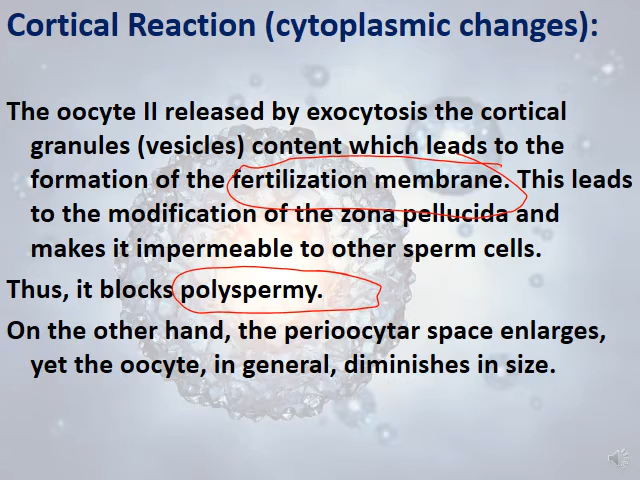 Cortical Reaction (cytoplasmic changes):
The oocyte II released by exocytosis the cortical
granules (vesicles) content which leads to the
formation of the fertilization membrane. This leads
to the modification of the zona pellucida and
makes it impermeable to other sperm cells.
Thus, it blocks polyspermy.
On the other hand, the perioocytar space enlarges,
yet the oocyte, in general, diminishes in size.